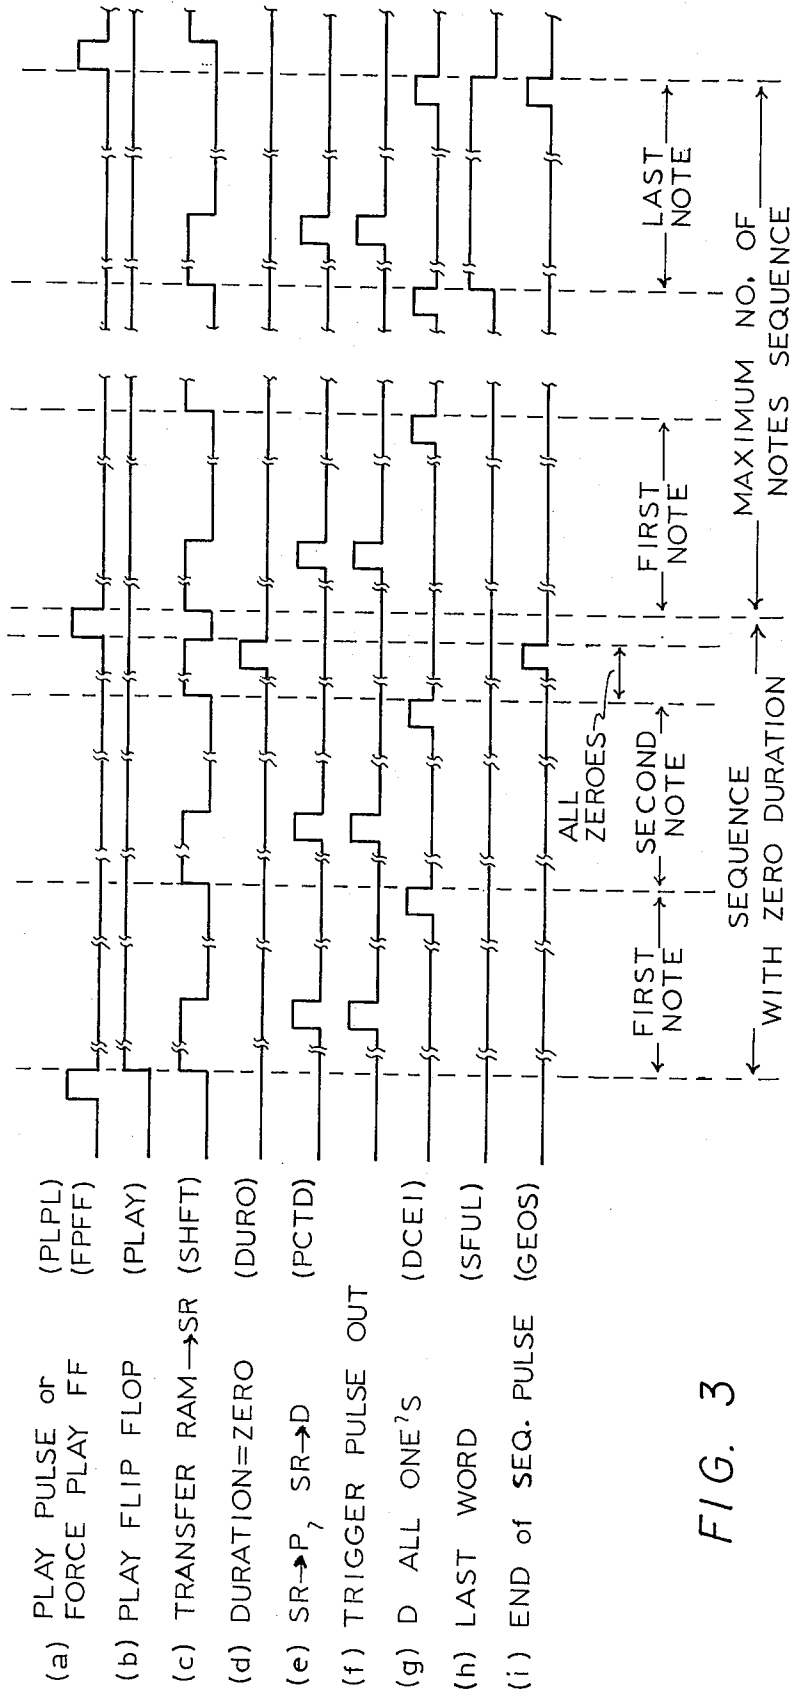 (a) PLAY PULSE or (PLPL)
FORCE PLAY FF (FPFF)
(b) PLAY FLIP FLOP (PLAY)
(c) TRANSFER RAM→SR (SHFT)
(d) DURATION=ZERO (DURO)
(e) SR→P, SR→D (PCTD)
(f) TRIGGER PULSE OUT
(g) D ALL ONE'S (DCEI)
(h) LAST WORD (SFUL)
(i) END of SEQ. PULSE (GEOS)
ALL
ZEROES
FIRST
NOTE
SECOND
NOTE
FIRST
NOTE
LAST
NOTE
SEQUENCE
WITH ZERO DURATION
MAXIMUM NO. OF
NOTES SEQUENCE
FIG. 3